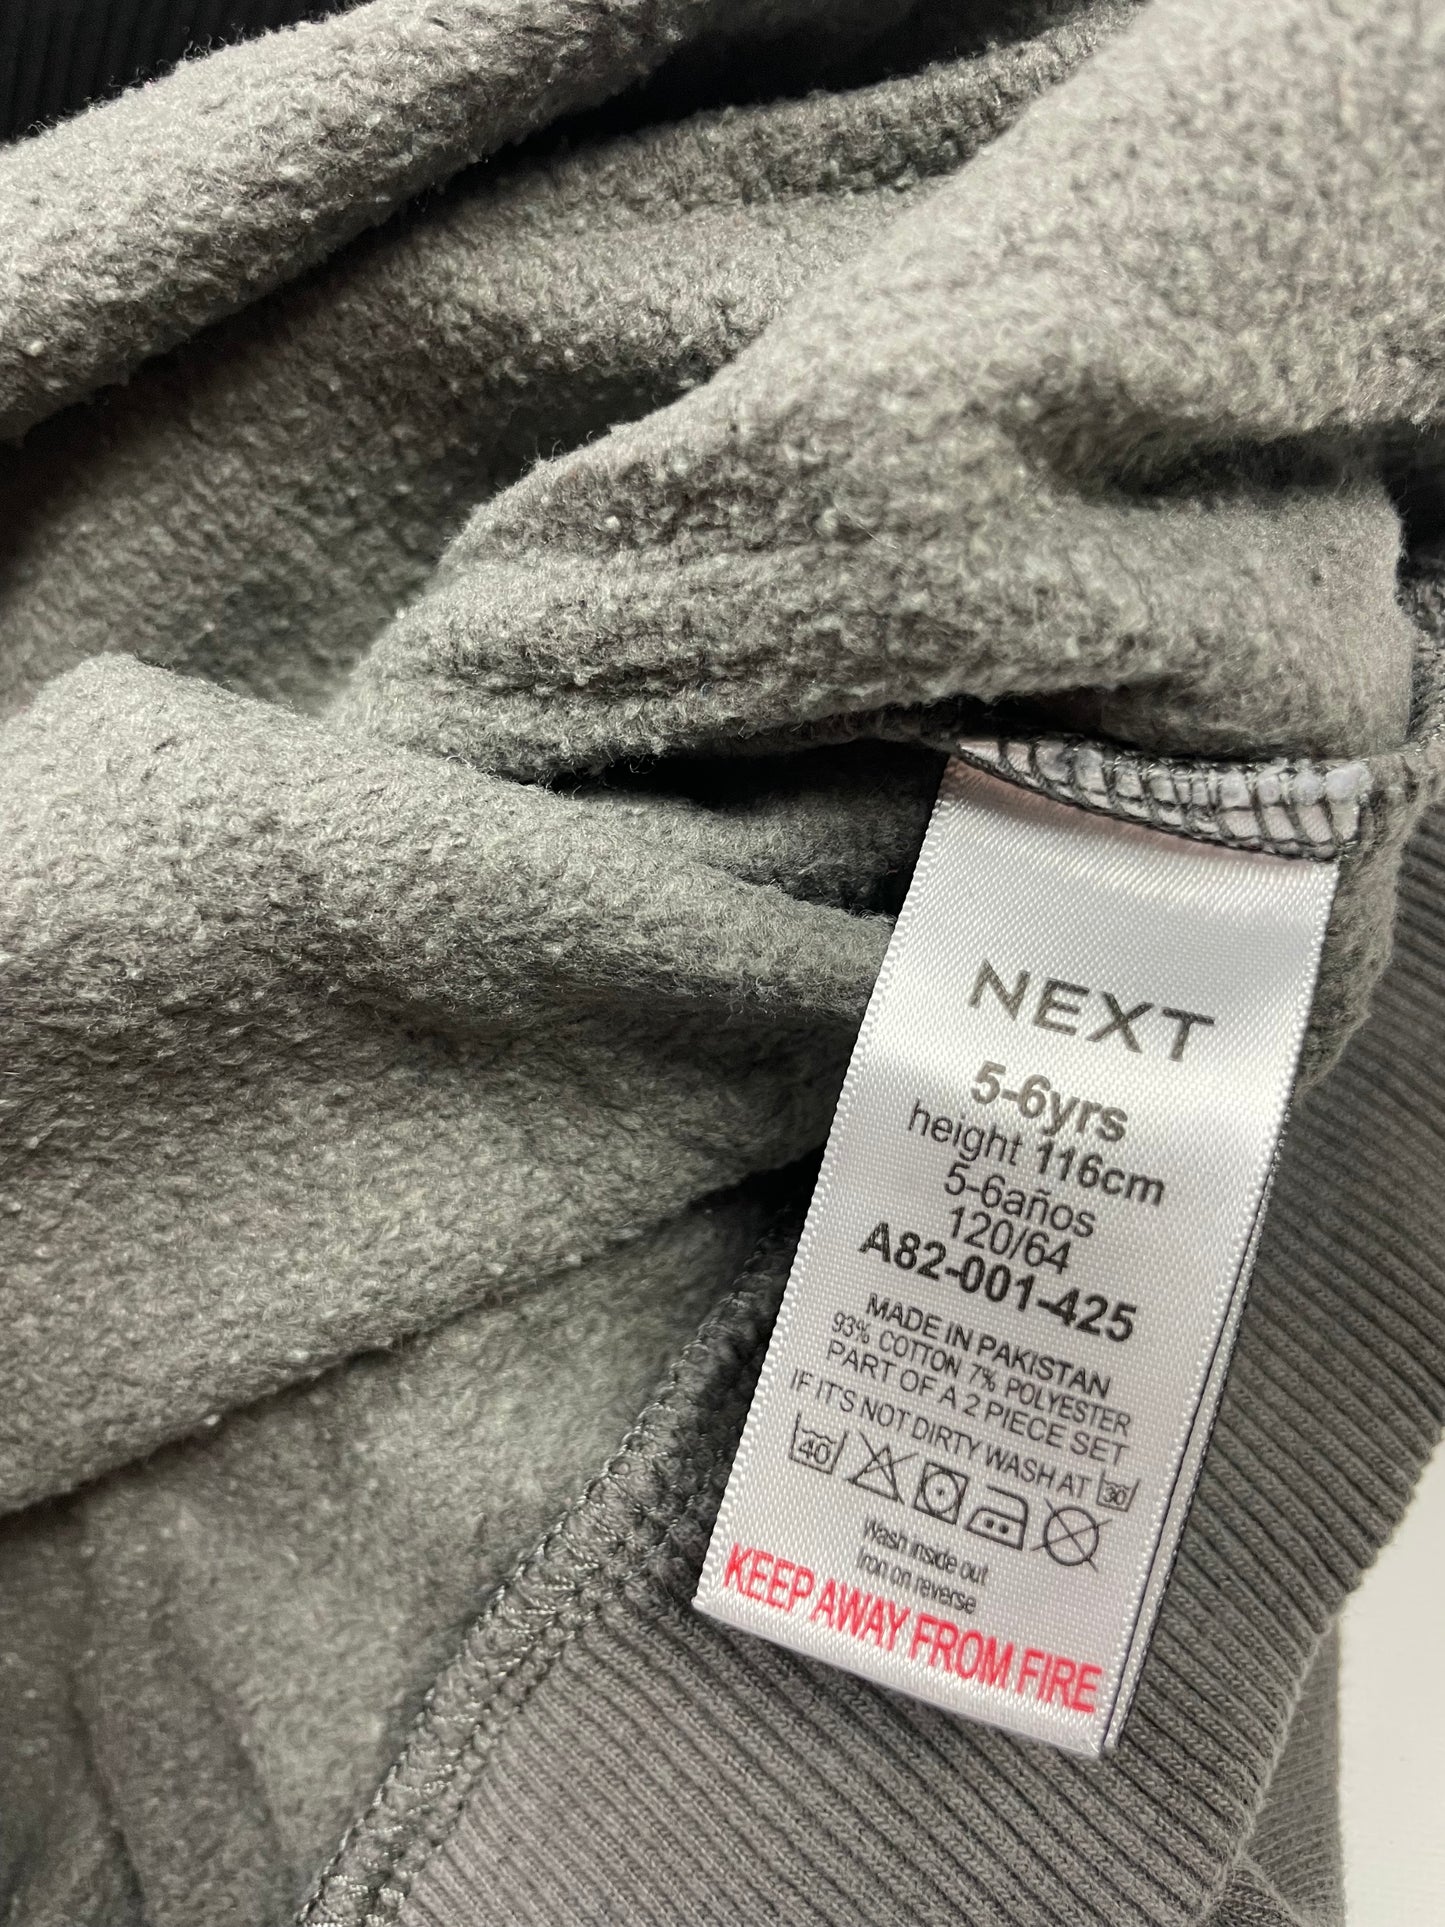 NEXT
5-6yrs
height 116cm
5-6años
120/64
A82-001-425
MADE IN PAKISTAN
93% COTTON 7% POLYESTER
PART OF A 2 PIECE SET
IF IT'S NOT DIRTY WASH AT 30
40
Wash inside out
Iron on reverse
KEEP AWAY FROM FIRE